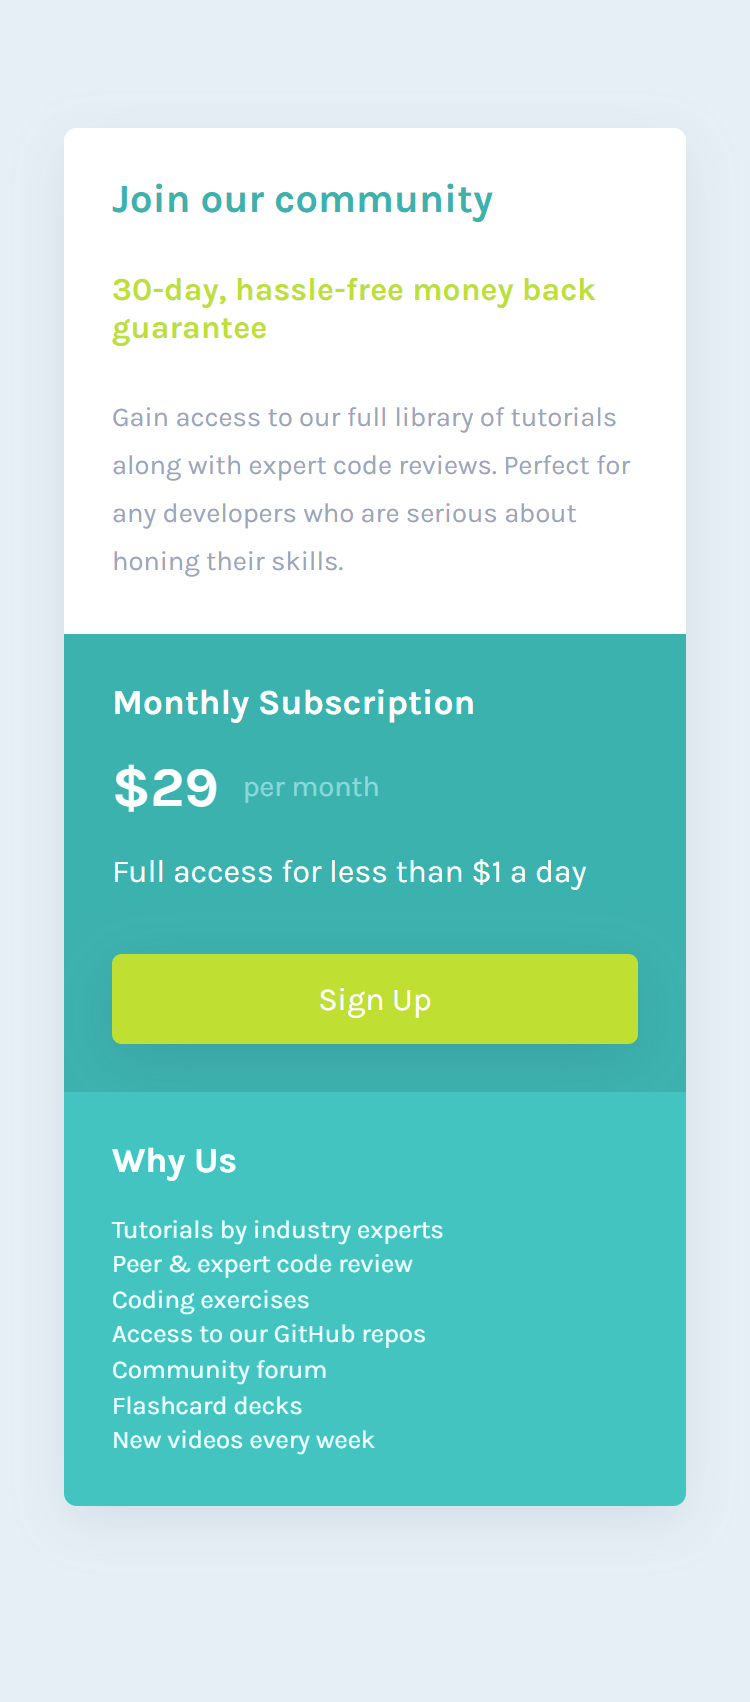 Join our community
30-day, hassle-free money back
guarantee
Gain access to our full library of tutorials
along with expert code reviews. Perfect for
any developers who are serious about
honing their skills.
Monthly Subscription
$29 per month
Full access for less than $1 a day
Sign Up
Why Us
Tutorials by industry experts
Peer & expert code review
Coding exercises
Access to our GitHub repos
Community forum
Flashcard decks
New videos every week